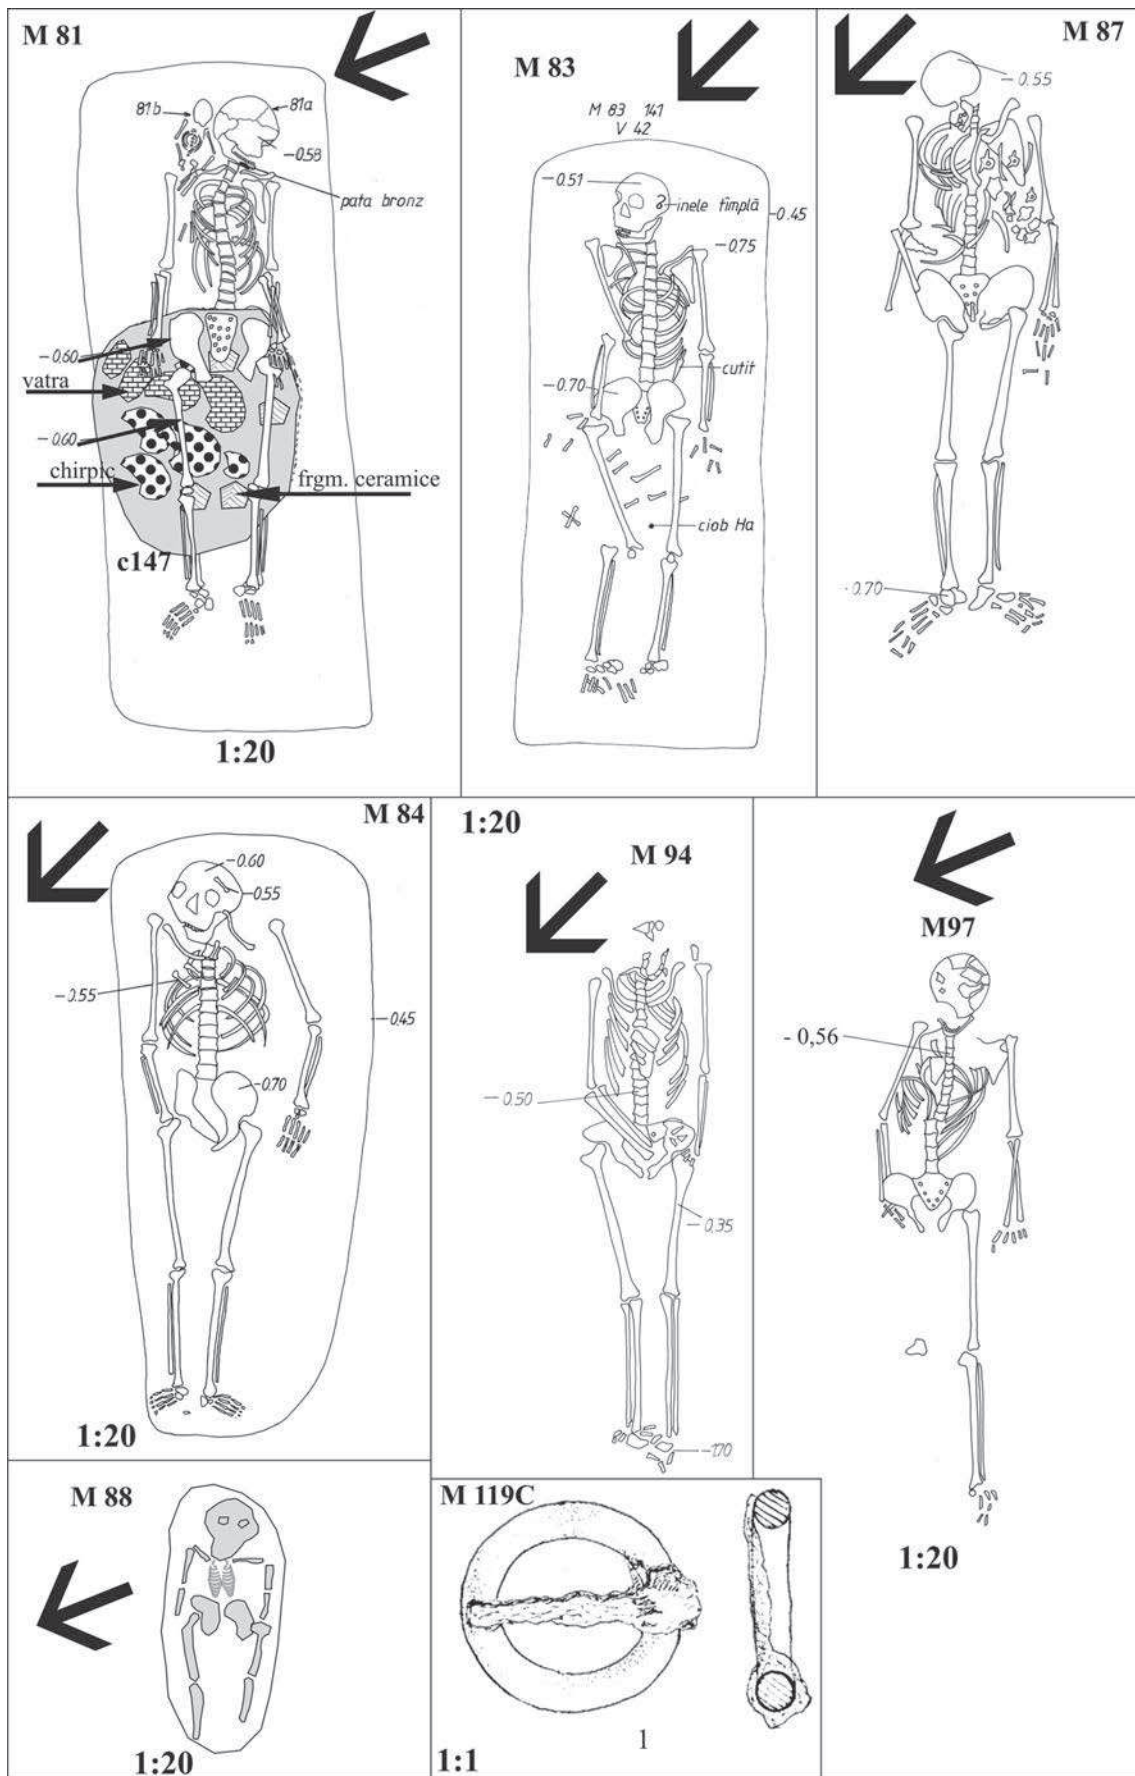 M 81
81b
81a
-0.58
pata bronz
-0.60
vatra
-0.60
chirpic
frgm. ceramice
c147
1:20
M 83
M 83 141
V 42
-0.51
inele tîmplă
-0.45
-0.75
cutit
-0.70
ciob Ha
M 87
-0.55
-0.70
M 84
-0.60
0.55
-0.55
-0.45
-0.70
1:20
1:20
M 94
-0.50
-0.35
-1.70
M97
- 0,56
1:20
M 88
1:20
M 119C
1
1:1